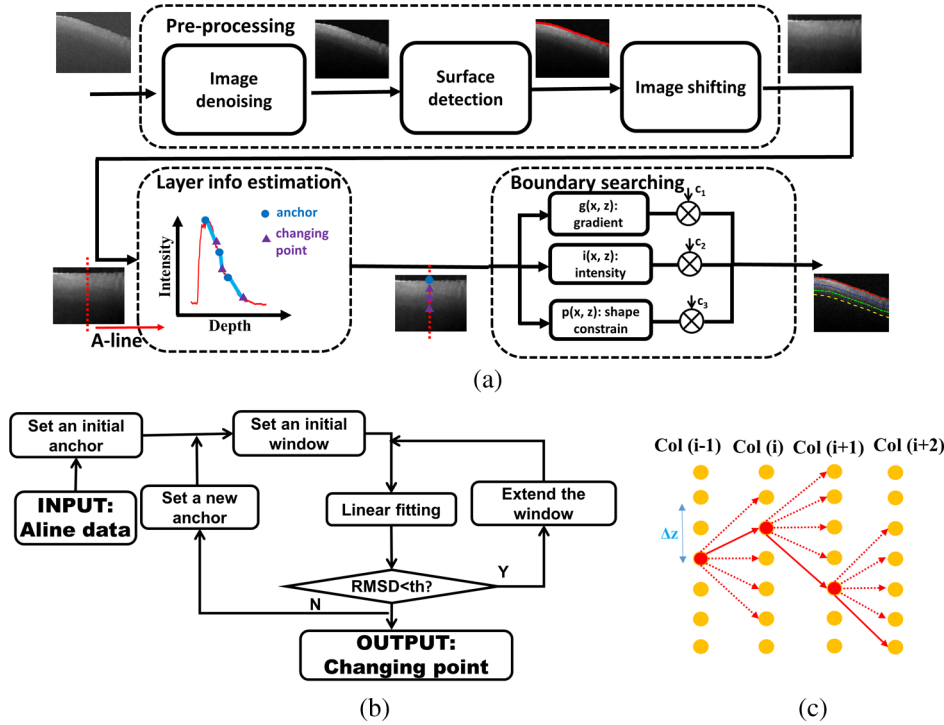 Pre-processing
Image
denoising
Surface
detection
Image shifting
Layer info estimation
anchor
changing
point
Intensity
Depth
A-line
Boundary searching
g(x, z):
gradient
c1
i(x, z):
intensity
c2
p(x, z): shape
constrain
c3
(a)
Set an initial
anchor
Set an initial
window
INPUT:
Aline data
Set a new
anchor
Linear fitting
Extend the
window
RMSD<th?
Y
N
OUTPUT:
Changing point
(b)
Col (i-1) Col (i) Col (i+1) Col (i+2)
Δz
(c)